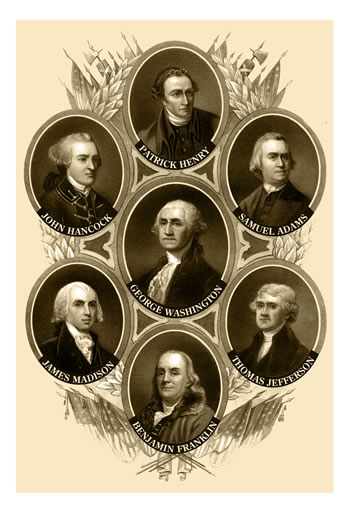 PATRICK HENRY
JOHN HANCOCK
SAMUEL ADAMS
GEORGE WASHINGTON
JAMES MADISON
THOMAS JEFFERSON
BENJAMIN FRANKLIN